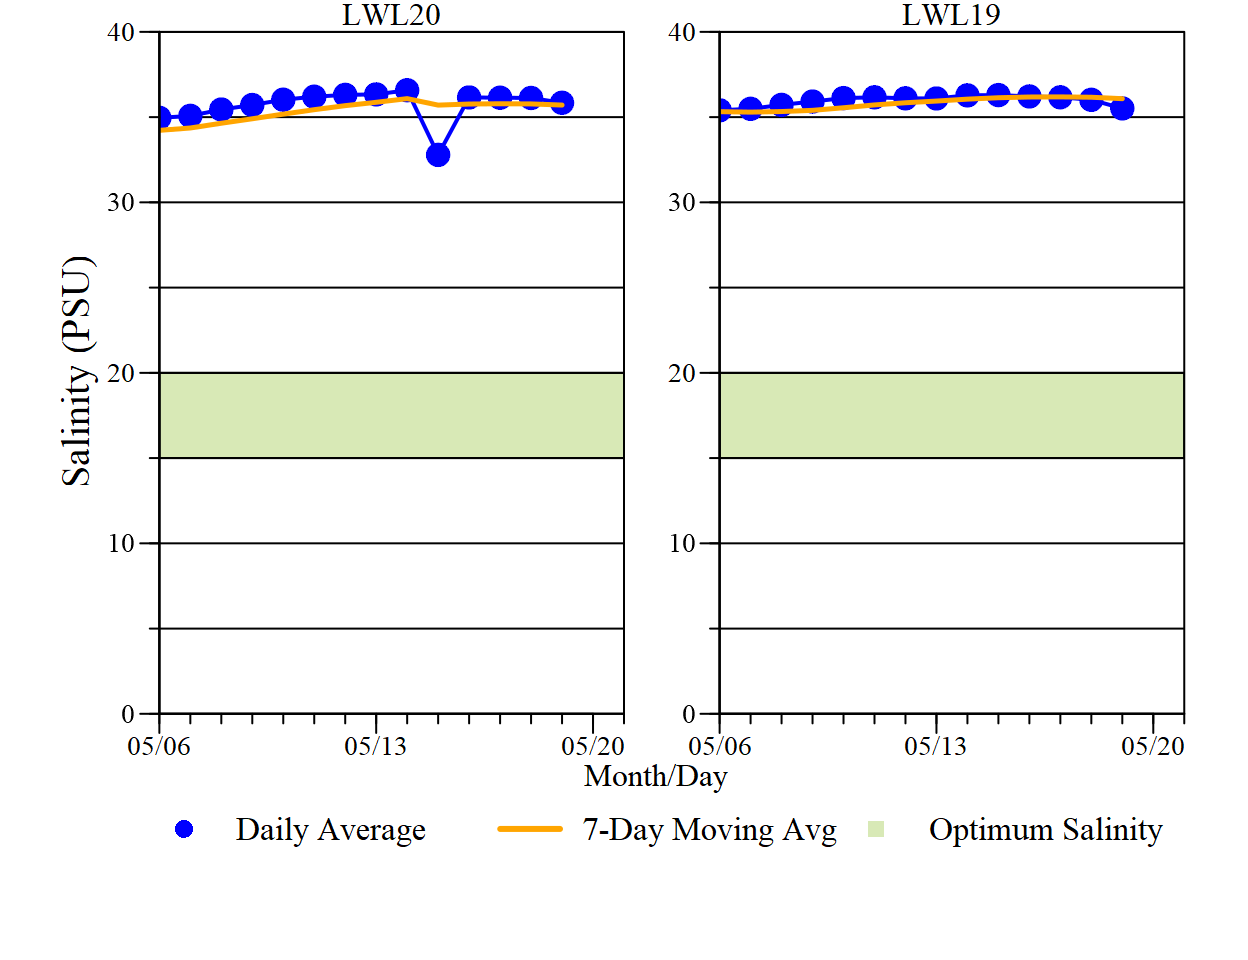 LWL20 LWL19
40 40
30 30
20 20
10 10
0 0
Salinity (PSU)
05/06 05/13 05/20 05/06 05/13 05/20
Month/Day
Daily Average 7-Day Moving Avg Optimum Salinity